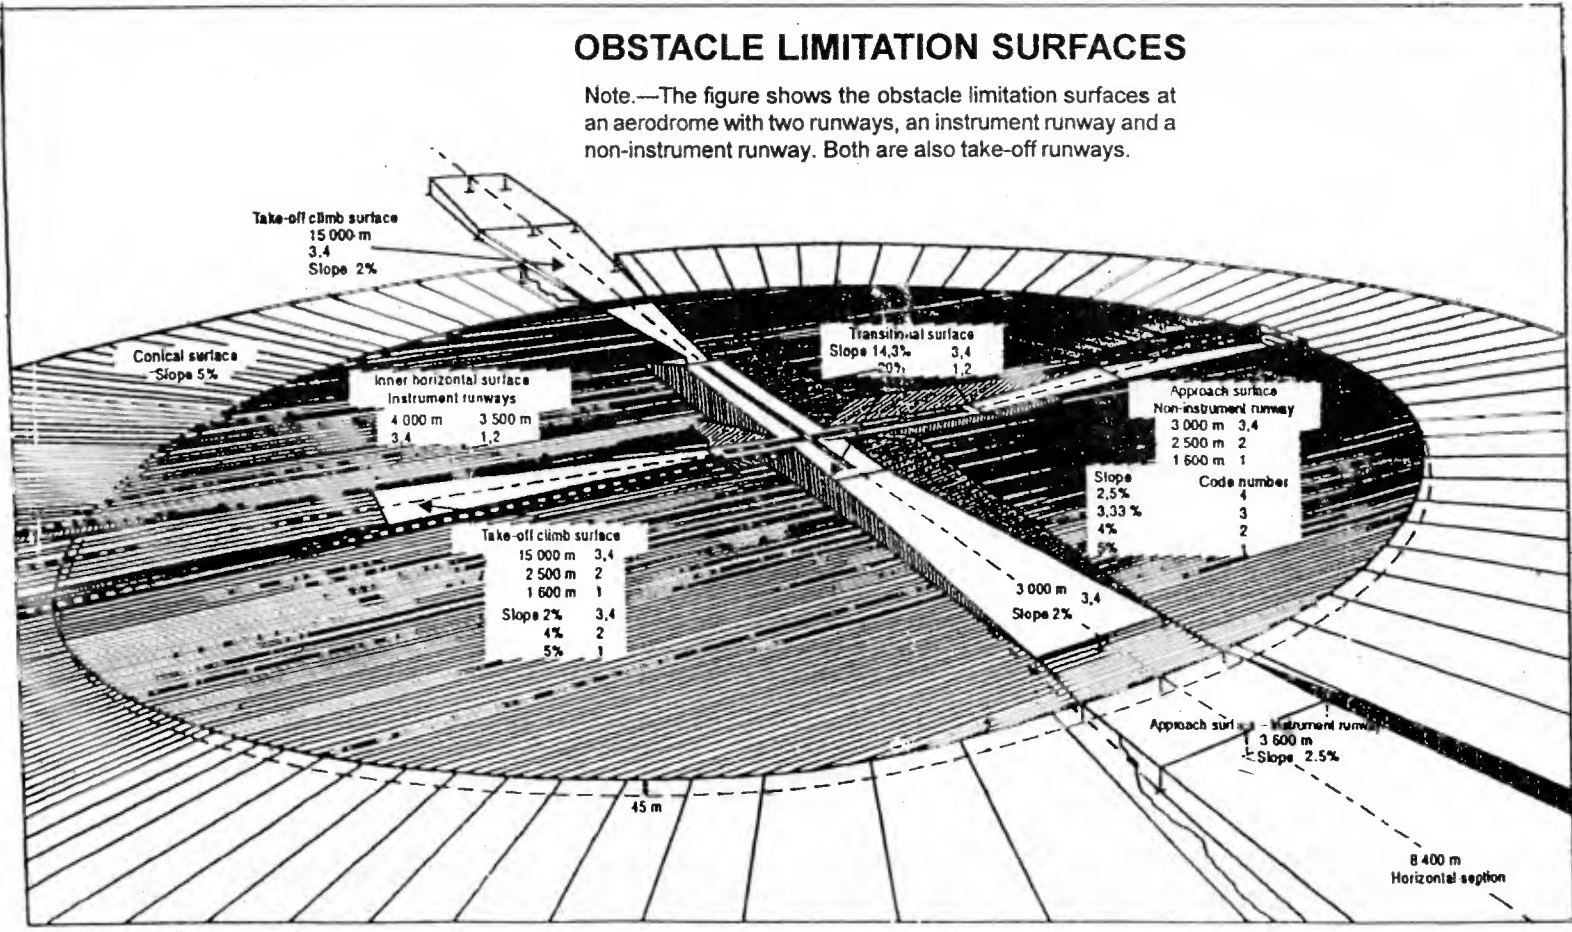 OBSTACLE LIMITATION SURFACES
Note.—The figure shows the obstacle limitation surfaces at
an aerodrome with two runways, an instrument runway and a
non-instrument runway. Both are also take-off runways.
Take-off climb surface
15 000 m
3,4
Slope 2%
Conical surface
Slope 5%
Inner horizontal surface
Instrument runways
4 000 m 3 500 m
3,4 1,2
Transitional surface
Slope 14,3% 3,4
20% 1,2
Approach surface
Non-instrument runway
3 000 m 3,4
2 500 m 2
1 600 m 1
Slope Code number
2,5% 4
3,33 % 3
4% 2
5%
Take-off climb surface
15 000 m 3,4
2 500 m 2
1 600 m 1
Slope 2% 3,4
4% 2
5% 1
3 000 m 3,4
Slope 2%
Approach surface - Instrument runway
3 600 m
Slope 2.5%
45 m
8 400 m
Horizontal section